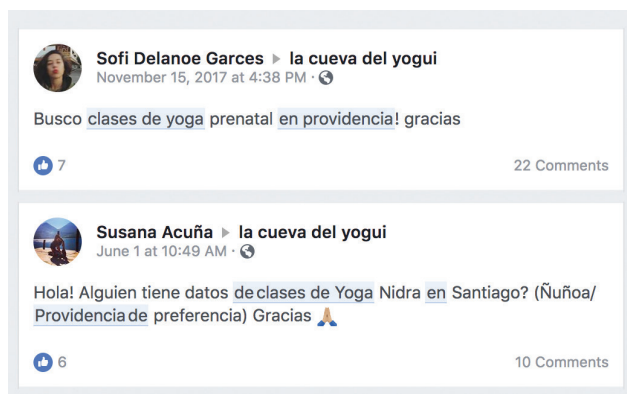 Sofi Delanoe Garces ▸ la cueva del yogui
November 15, 2017 at 4:38 PM ·
Busco clases de yoga prenatal en providencia! gracias
7 22 Comments
Susana Acuña ▸ la cueva del yogui
June 1 at 10:49 AM ·
Hola! Alguien tiene datos de clases de Yoga Nidra en Santiago? (Ñuñoa/
Providencia de preferencia) Gracias 🙏🏽
6 10 Comments